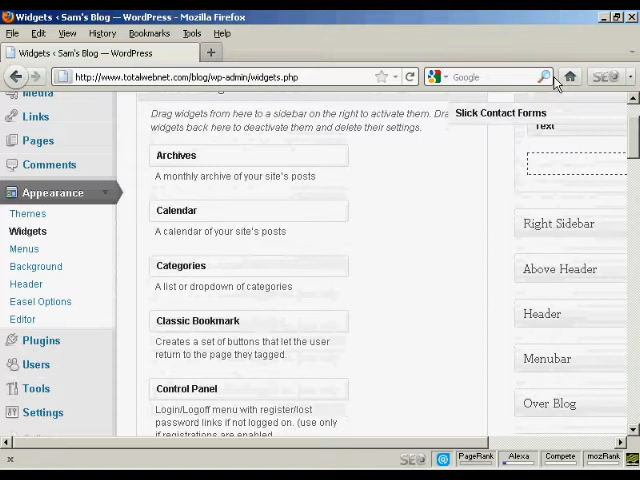 Widgets ‹ Sam's Blog — WordPress - Mozilla Firefox
File Edit View History Bookmarks Tools Help
Widgets ‹ Sam's Blog — WordPress
http://www.totalwebnet.com/blog/wp-admin/widgets.php
Google
SEO
Media
Links
Pages
Comments
Appearance
Themes
Widgets
Menus
Background
Header
Easel Options
Editor
Plugins
Users
Tools
Settings
Drag widgets from here to a sidebar on the right to activate them. Dra
widgets back here to deactivate them and delete their settings.
Archives
A monthly archive of your site's posts
Calendar
A calendar of your site's posts
Categories
A list or dropdown of categories
Classic Bookmark
Creates a set of buttons that let the user
return to the page they tagged.
Control Panel
Login/Logoff menu with register/lost
password links if not logged on. (use only
if registrations are enabled
Slick Contact Forms
Text
Right Sidebar
Above Header
Header
Menubar
Over Blog
SEO
PageRank
Alexa
Compete
mozRank